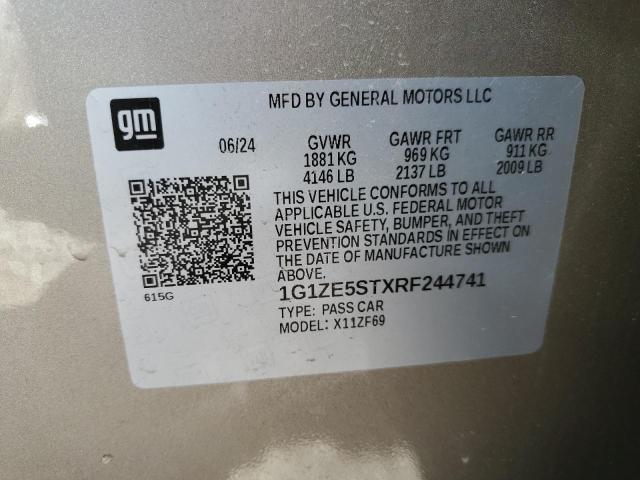 gm
MFD BY GENERAL MOTORS LLC
06/24 GVWR GAWR FRT GAWR RR
1881 KG 969 KG 911 KG
4146 LB 2137 LB 2009 LB
THIS VEHICLE CONFORMS TO ALL
APPLICABLE U.S. FEDERAL MOTOR
VEHICLE SAFETY, BUMPER, AND THEFT
PREVENTION STANDARDS IN EFFECT ON
THE DATE OF MANUFACTURE SHOWN
ABOVE.
615G
1G1ZE5STXRF244741
TYPE: PASS CAR
MODEL: X11ZF69